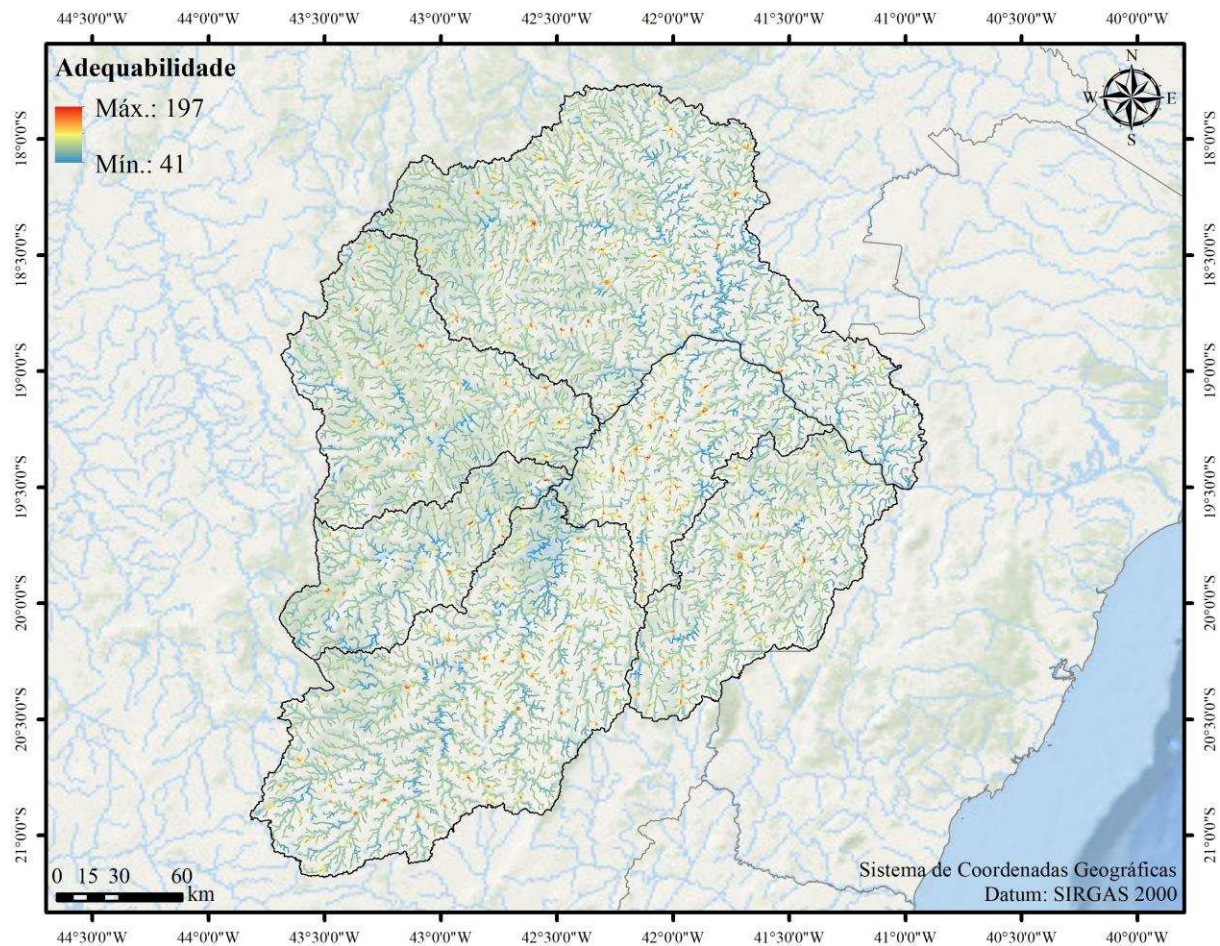 44°30'0"W 44°0'0"W 43°30'0"W 43°0'0"W 42°30'0"W 42°0'0"W 41°30'0"W 41°0'0"W 40°30'0"W 40°0'0"W
Adequabilidade
Máx.: 197
Mín.: 41
N
W E
S
18°0'0"S 18°0'0"S
18°30'0"S 18°30'0"S
19°0'0"S 19°0'0"S
19°30'0"S 19°30'0"S
20°0'0"S 20°0'0"S
20°30'0"S 20°30'0"S
21°0'0"S 21°0'0"S
0 15 30 60
km
Sistema de Coordenadas Geográficas
Datum: SIRGAS 2000
44°30'0"W 44°0'0"W 43°30'0"W 43°0'0"W 42°30'0"W 42°0'0"W 41°30'0"W 41°0'0"W 40°30'0"W 40°0'0"W